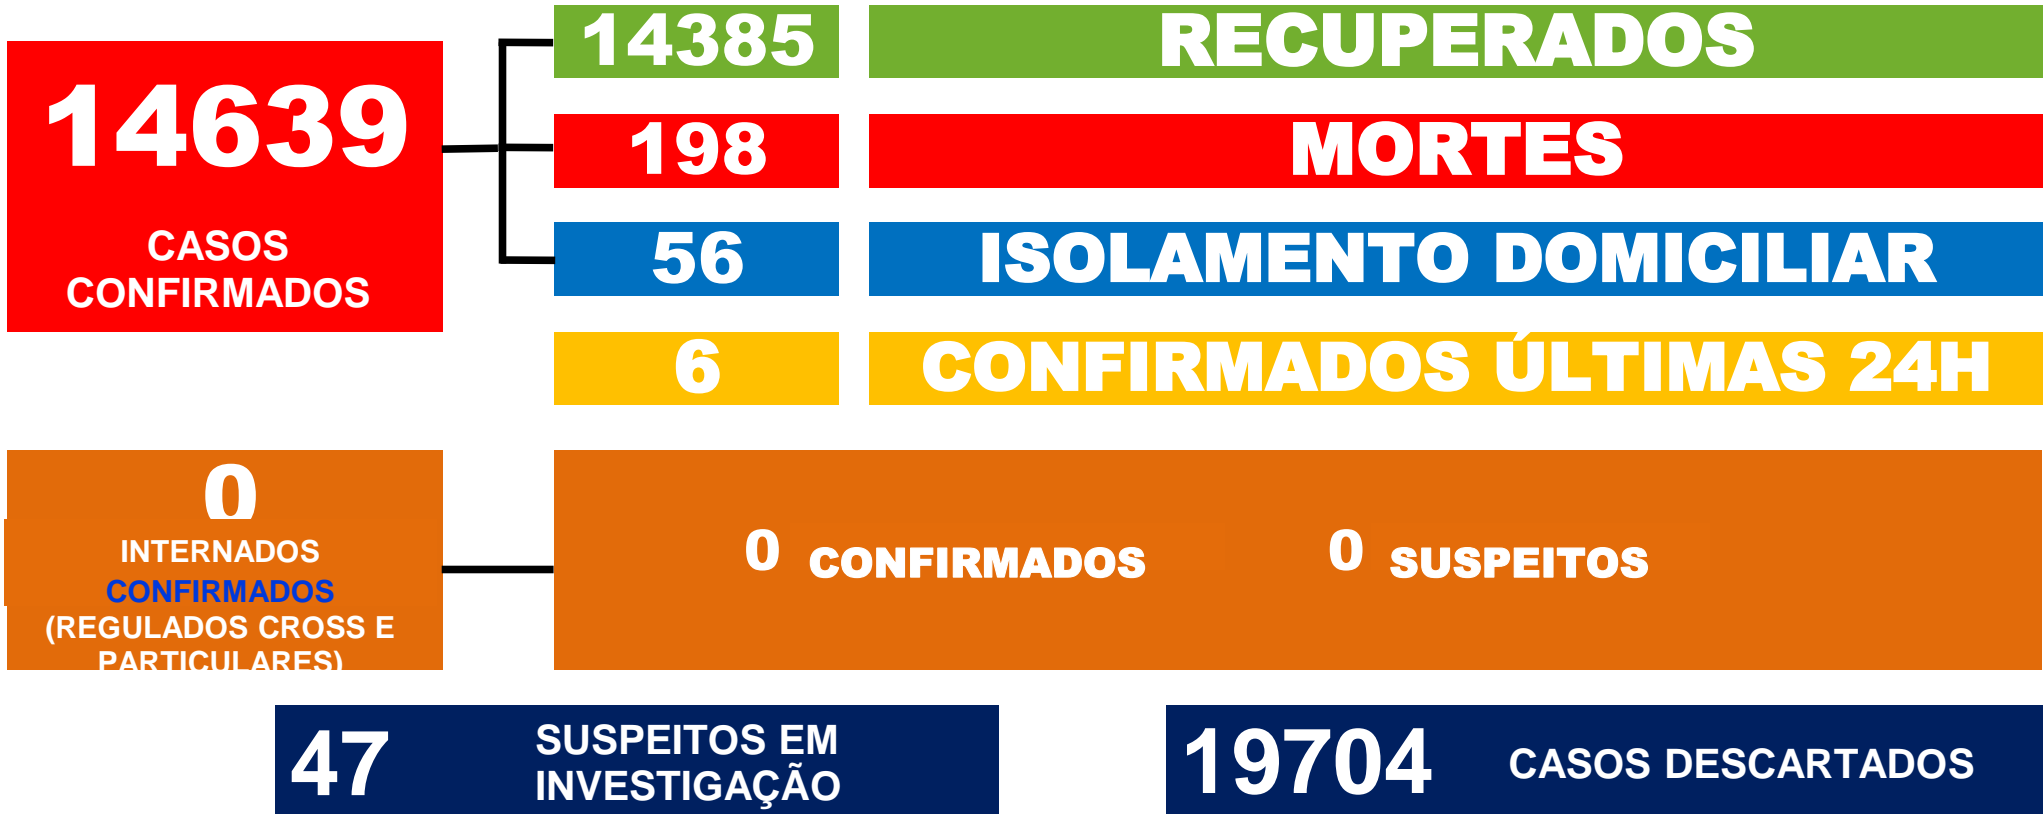 14639
CASOS
CONFIRMADOS
14385 RECUPERADOS
198 MORTES
56 ISOLAMENTO DOMICILIAR
6 CONFIRMADOS ÚLTIMAS 24H
0
INTERNADOS
CONFIRMADOS
(REGULADOS CROSS E
PARTICULARES)
0 CONFIRMADOS 0 SUSPEITOS
47 SUSPEITOS EM
INVESTIGAÇÃO
19704 CASOS DESCARTADOS